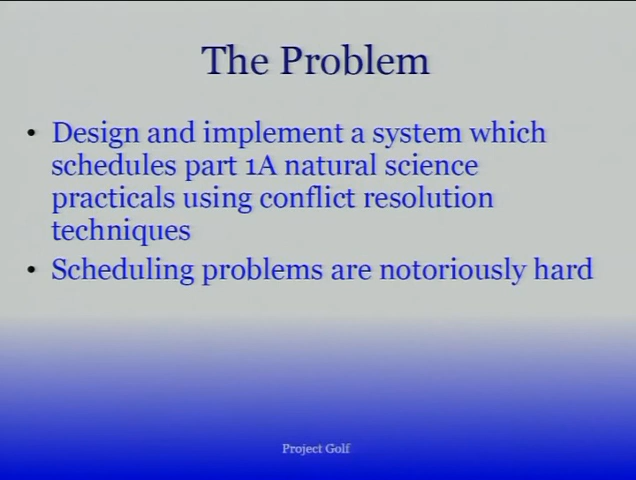 The Problem
• Design and implement a system which
schedules part 1A natural science
practicals using conflict resolution
techniques
• Scheduling problems are notoriously hard
Project Golf